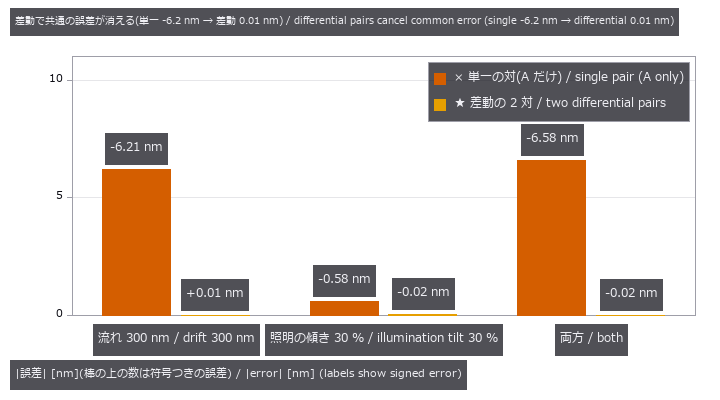 差動で共通の誤差が消える(単一 -6.2 nm → 差動 0.01 nm) / differential pairs cancel common error (single -6.2 nm → differential 0.01 nm)
× 単一の対(A だけ) / single pair (A only)
★ 差動の 2 対 / two differential pairs
10
5
0
-6.21 nm
+0.01 nm
-0.58 nm
-0.02 nm
-6.58 nm
-0.02 nm
流れ 300 nm / drift 300 nm
照明の傾き 30 % / illumination tilt 30 %
両方 / both
|誤差| [nm](棒の上の数は符号つきの誤差) / |error| [nm] (labels show signed error)